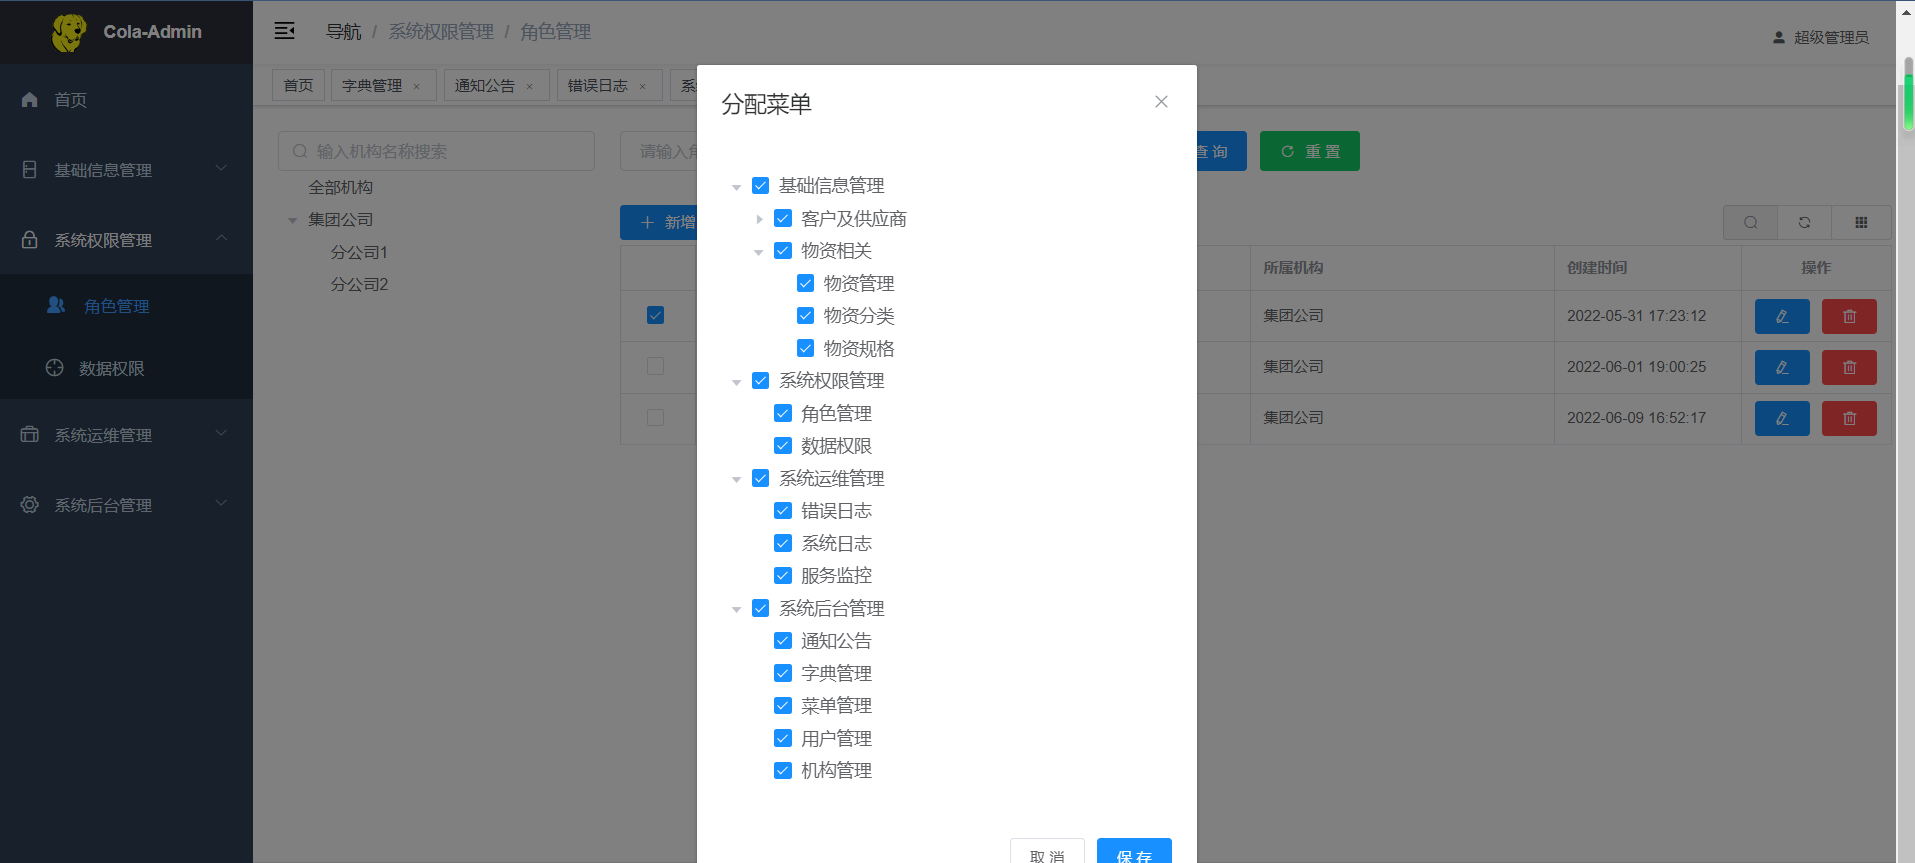 Cola-Admin
导航 / 系统权限管理 / 角色管理
超级管理员
首页
基础信息管理
系统权限管理
角色管理
数据权限
系统运维管理
系统后台管理
首页
字典管理 ×
通知公告 ×
错误日志 ×
系
输入机构名称搜索
全部机构
集团公司
分公司1
分公司2
请输入角
查 询
重 置
新增
所属机构
创建时间
操作
集团公司
2022-05-31 17:23:12
集团公司
2022-06-01 19:00:25
集团公司
2022-06-09 16:52:17
分配菜单
基础信息管理
客户及供应商
物资相关
物资管理
物资分类
物资规格
系统权限管理
角色管理
数据权限
系统运维管理
错误日志
系统日志
服务监控
系统后台管理
通知公告
字典管理
菜单管理
用户管理
机构管理
取 消
保 存